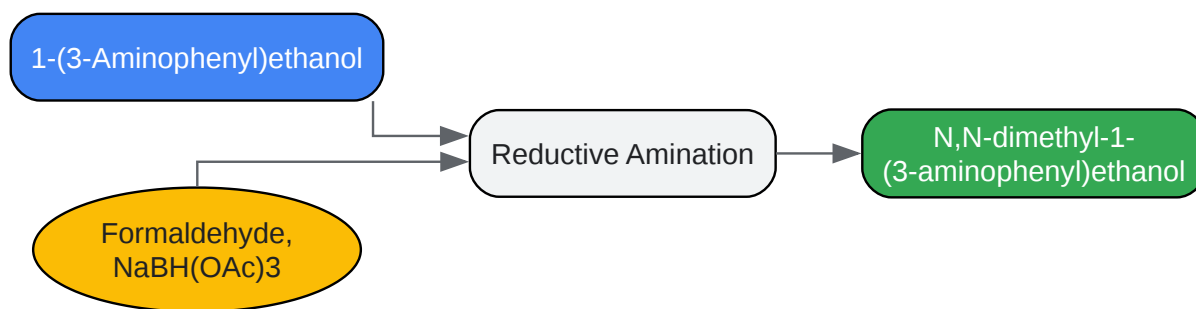 1-(3-Aminophenyl)ethanol
Reductive Amination
N,N-dimethyl-1-
(3-aminophenyl)ethanol
Formaldehyde,
NaBH(OAc)3